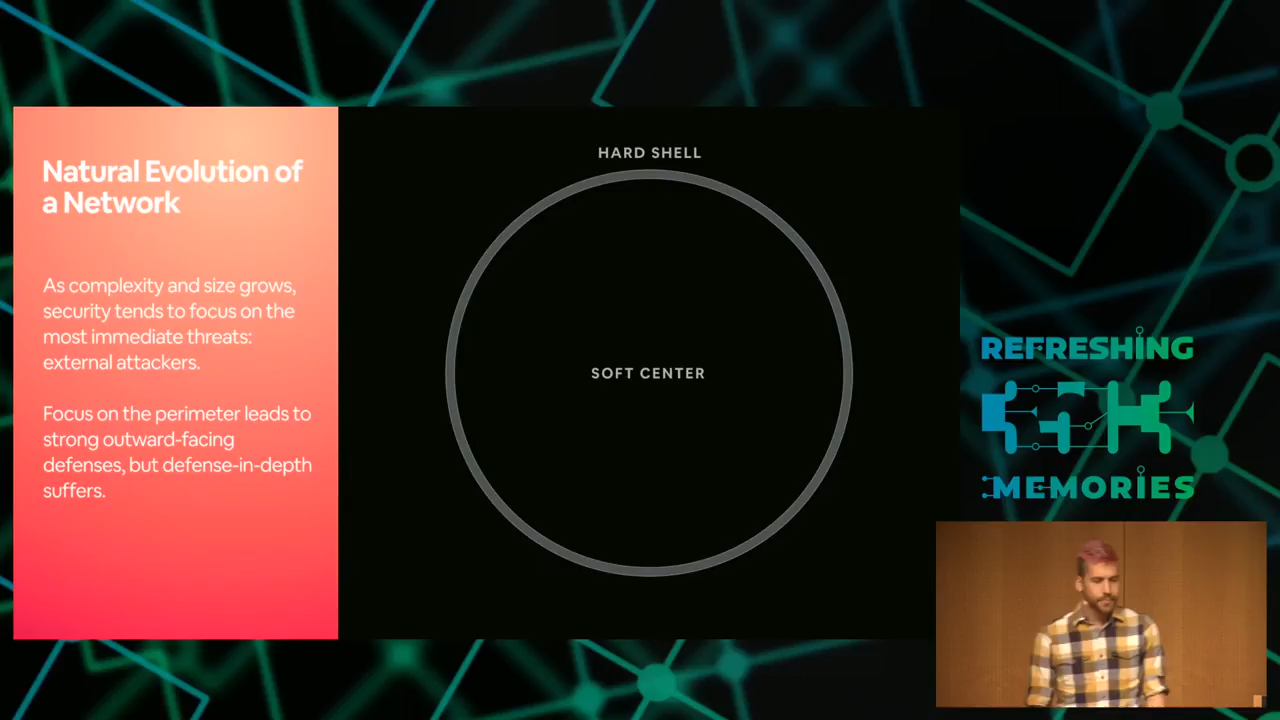 Natural Evolution of
a Network
As complexity and size grows,
security tends to focus on the
most immediate threats:
external attackers.
Focus on the perimeter leads to
strong outward-facing
defenses, but defense-in-depth
suffers.
HARD SHELL
SOFT CENTER
REFRESHING
MEMORIES